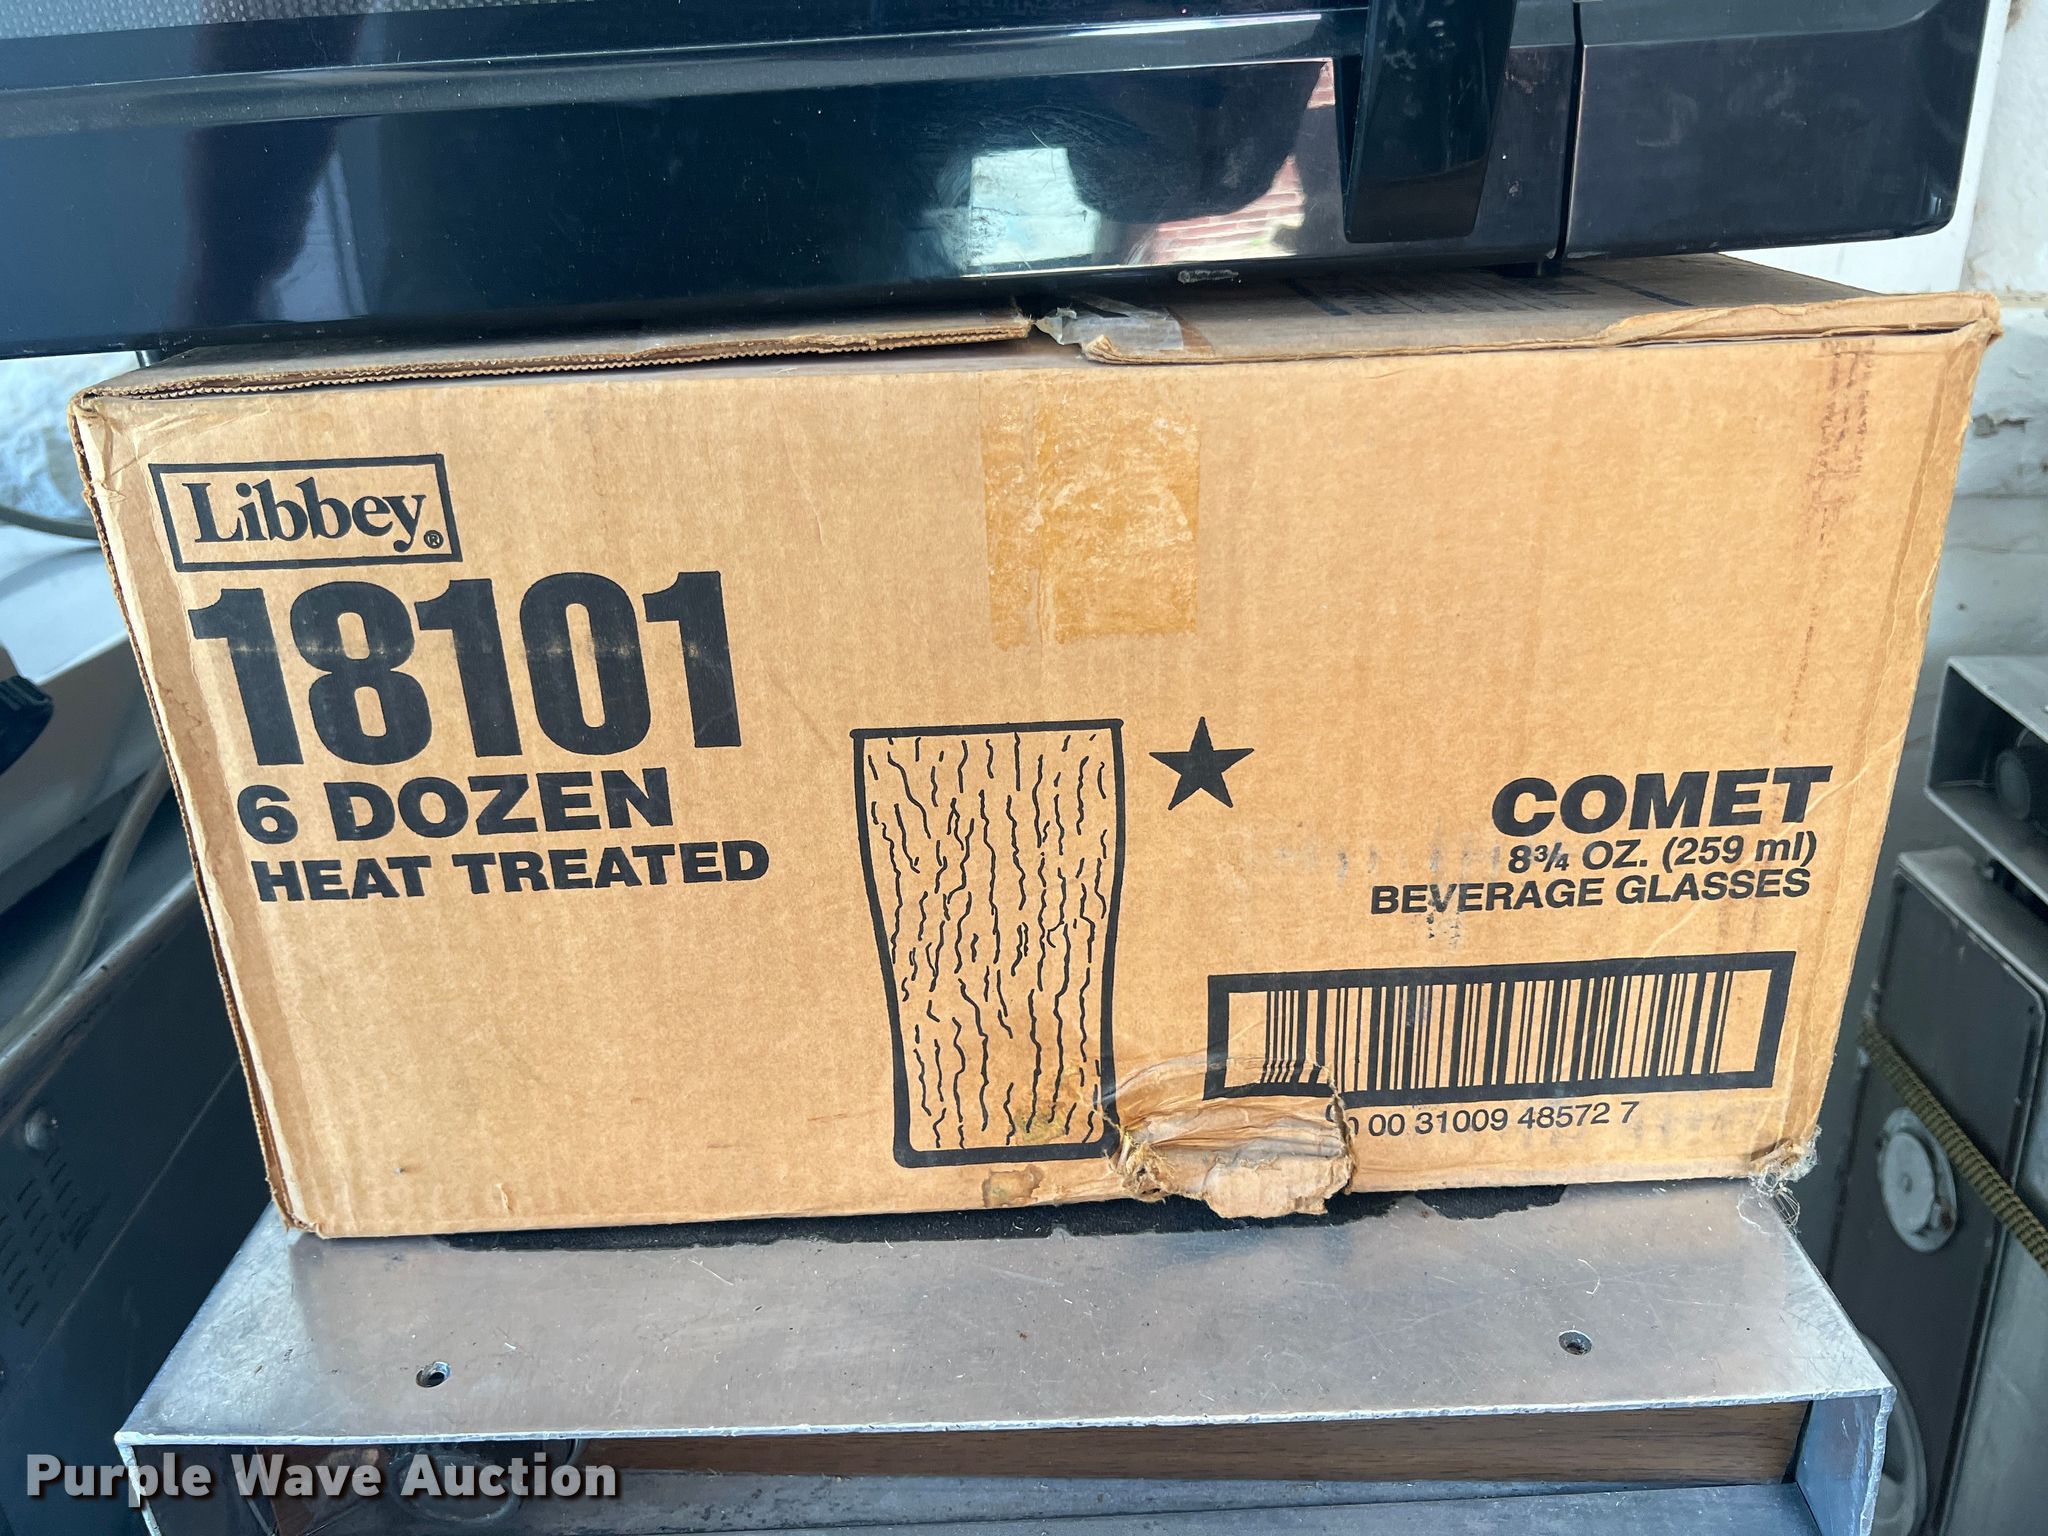 Libbey®
18101
6 DOZEN
HEAT TREATED
COMET
8¾ OZ. (259 ml)
BEVERAGE GLASSES
00 31009 48572 7
Purple Wave Auction